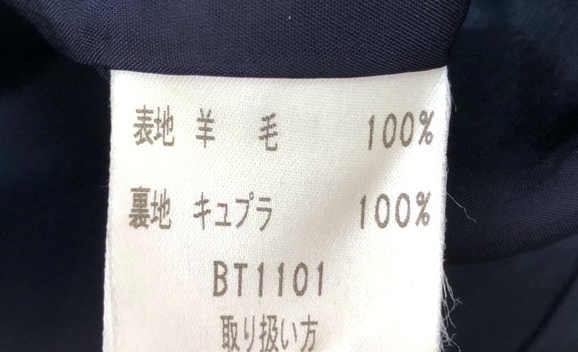 表地 羊 毛 100%
裏地 キュプラ 100%
BT1101
取り扱い方